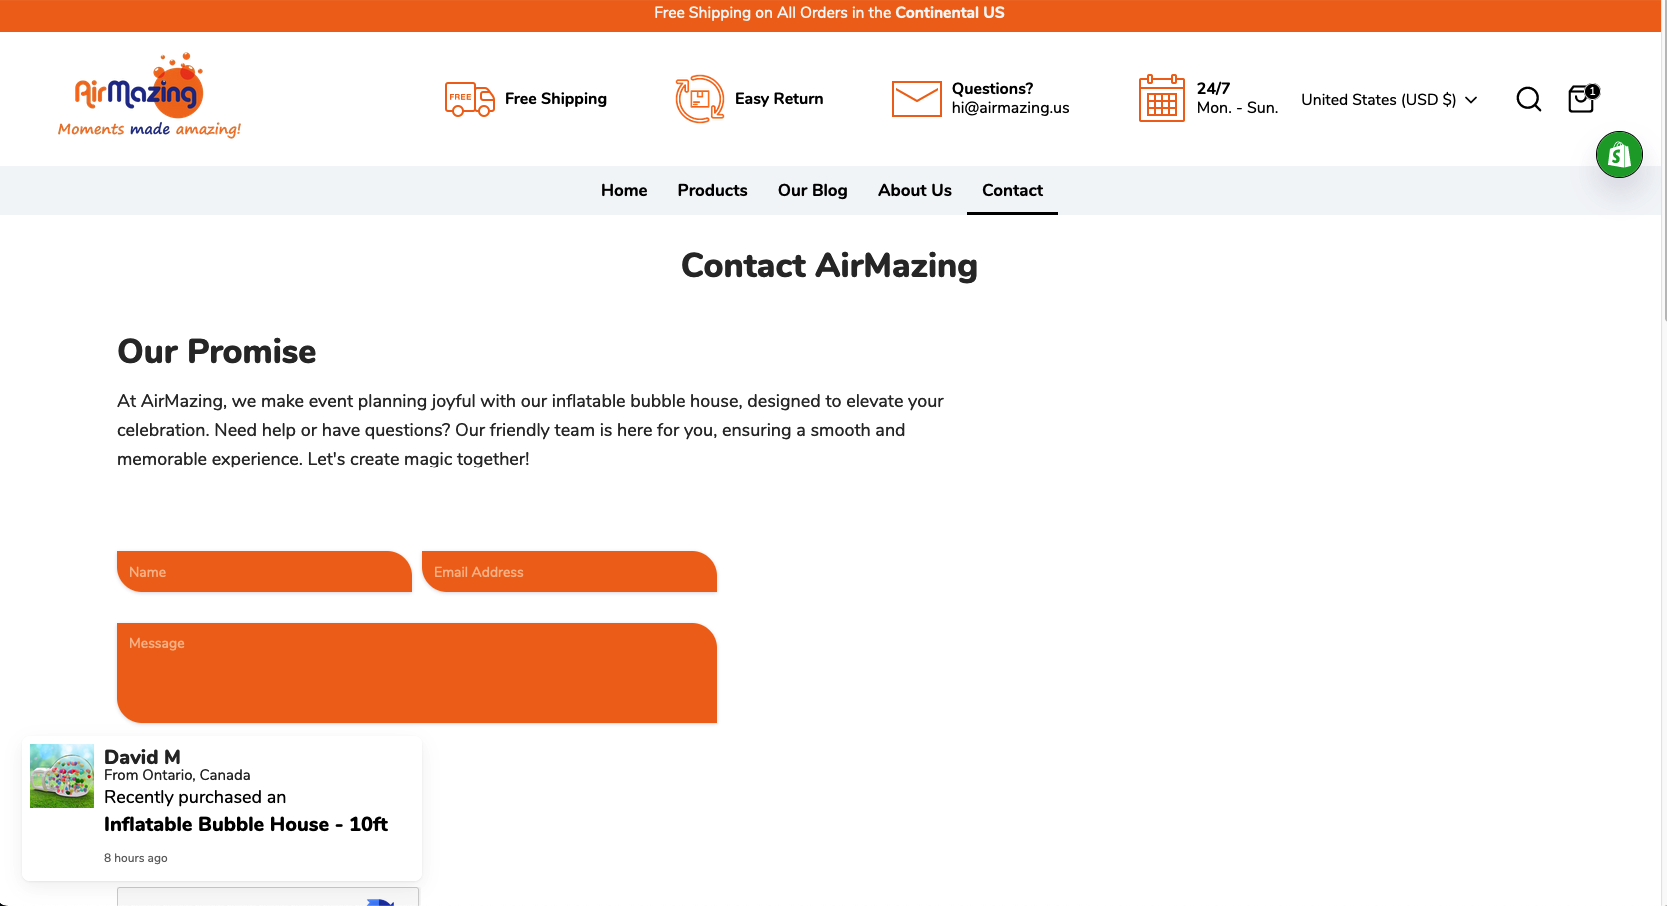 Free Shipping on All Orders in the Continental US
AirMazing
Moments made amazing!
FREE
Free Shipping
Easy Return
Questions?
hi@airmazing.us
24/7
Mon. - Sun.
United States (USD $)
1
Home
Products
Our Blog
About Us
Contact
Contact AirMazing
Our Promise
At AirMazing, we make event planning joyful with our inflatable bubble house, designed to elevate your
celebration. Need help or have questions? Our friendly team is here for you, ensuring a smooth and
memorable experience. Let's create magic together!
Name
Email Address
Message
David M
From Ontario, Canada
Recently purchased an
Inflatable Bubble House - 10ft
8 hours ago